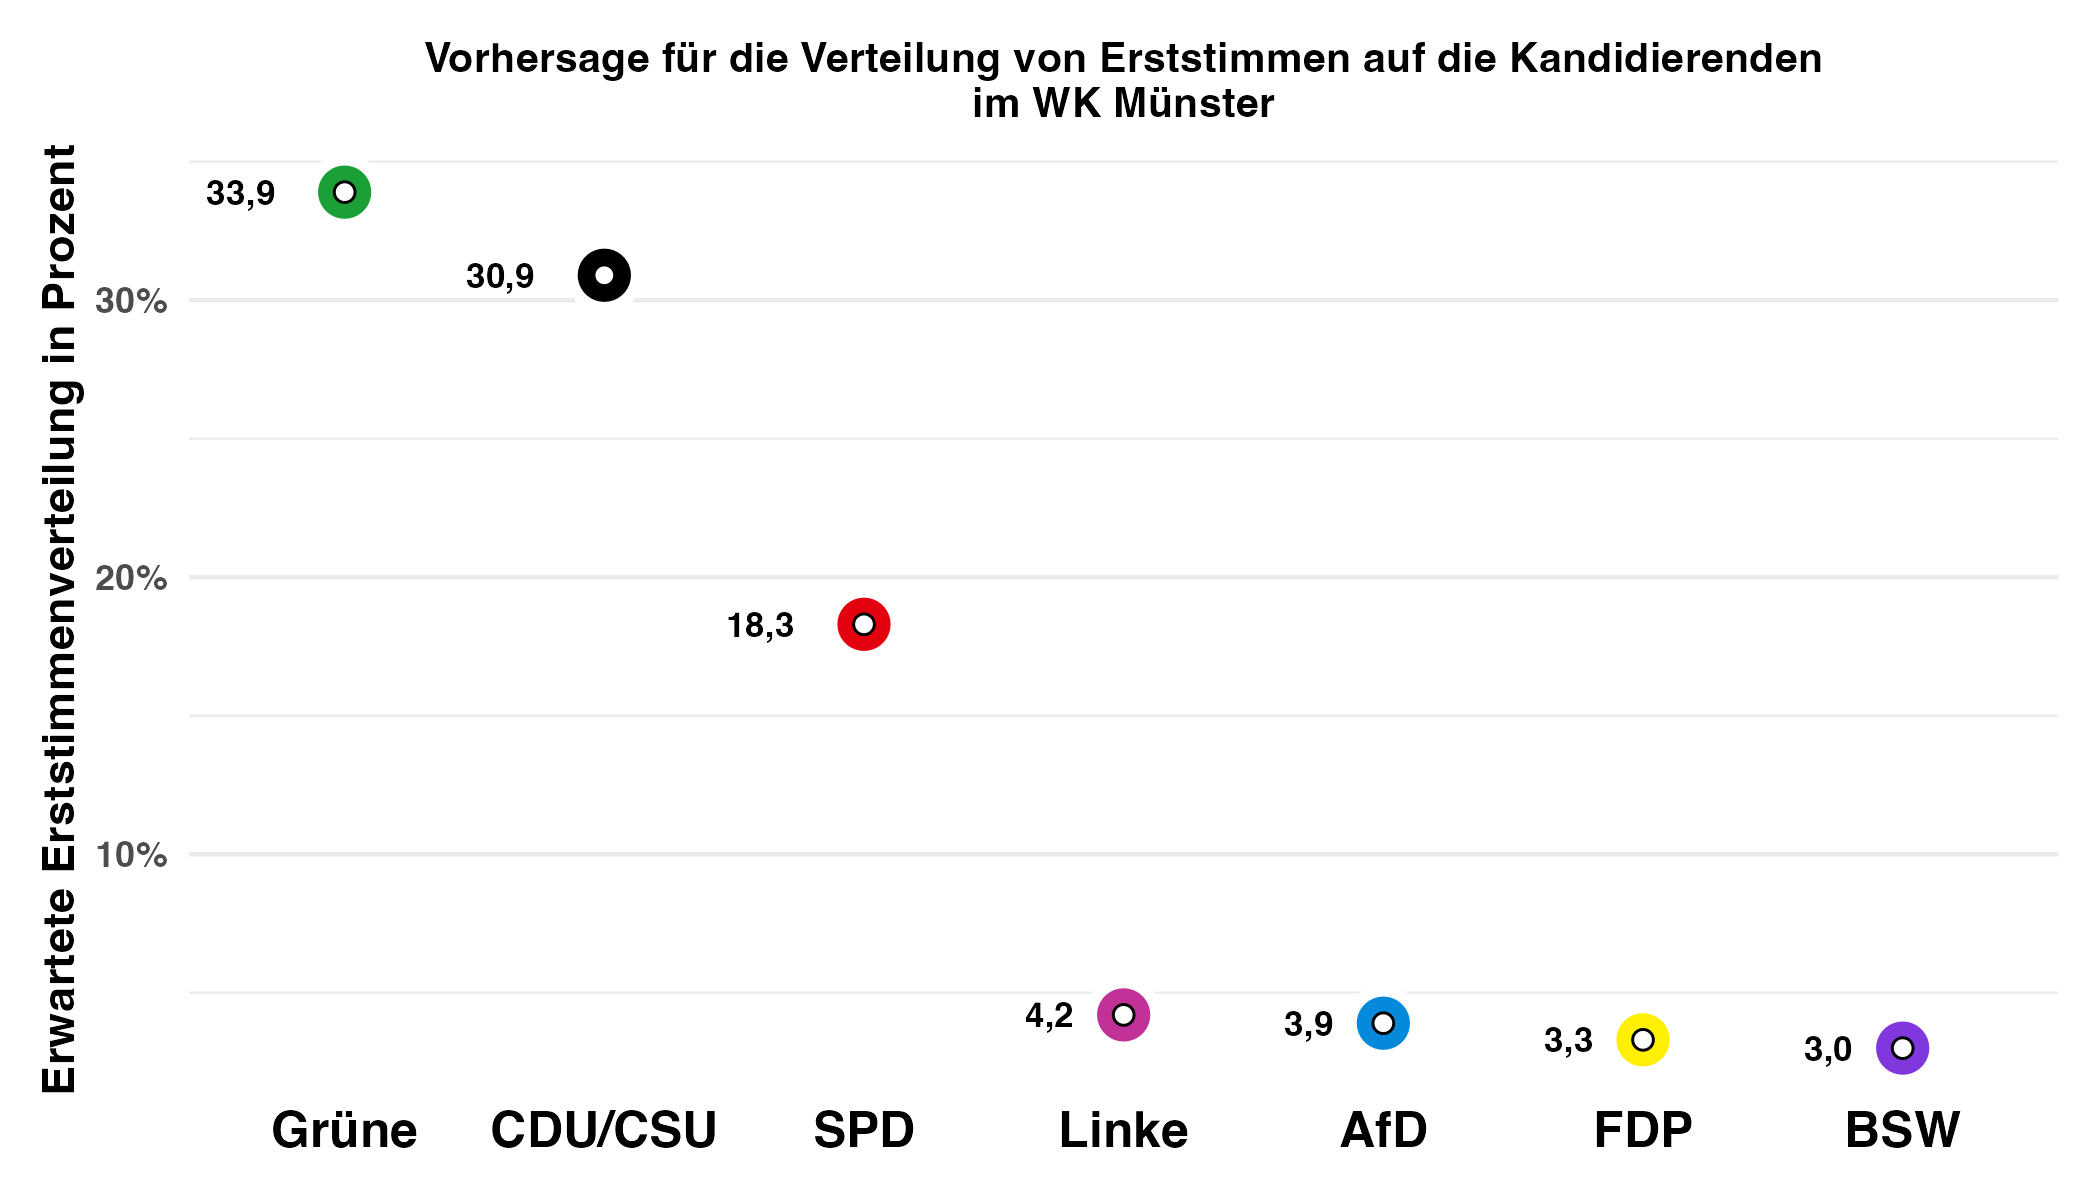 Vorhersage für die Verteilung von Erststimmen auf die Kandidierenden
im WK Münster
Erwartete Erststimmenverteilung in Prozent
30%
20%
10%
33,9
30,9
18,3
4,2
3,9
3,3
3,0
Grüne
CDU/CSU
SPD
Linke
AfD
FDP
BSW